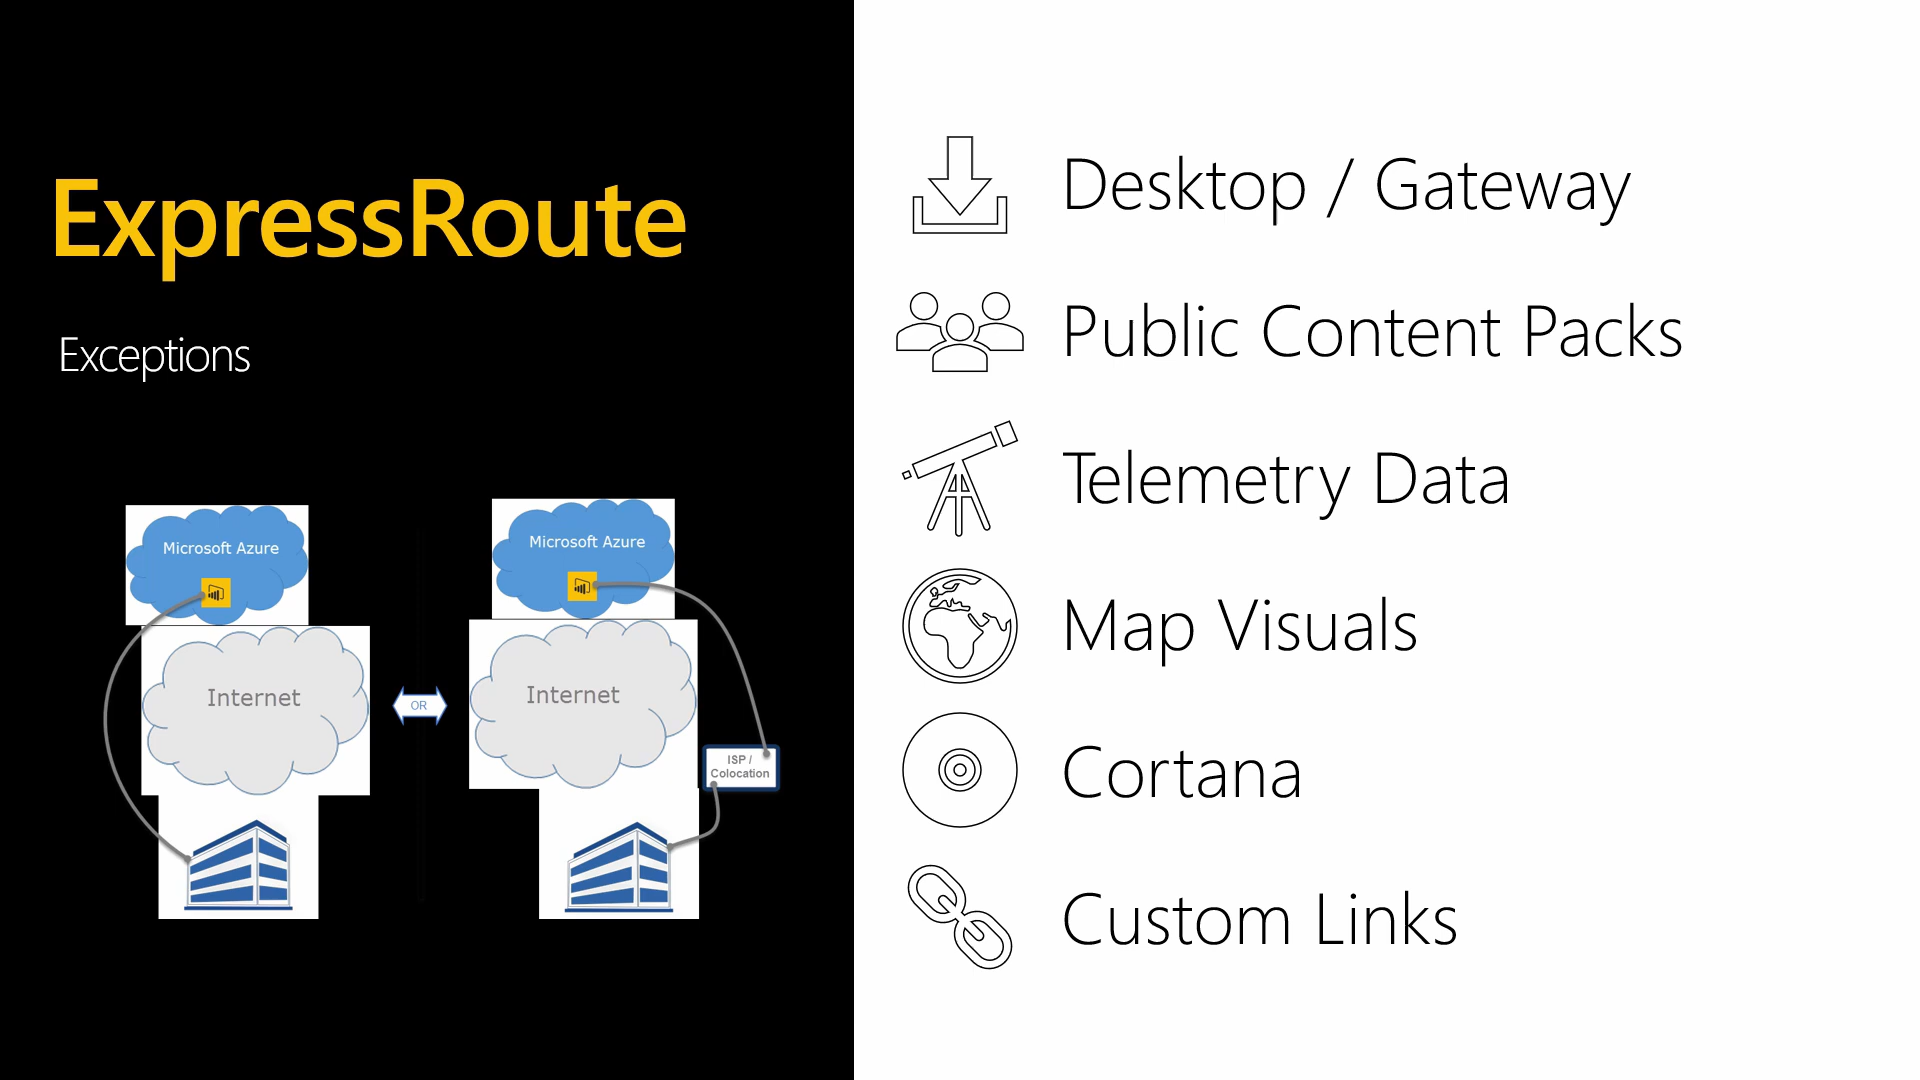 ExpressRoute
Exceptions
Microsoft Azure
Internet
OR
Microsoft Azure
Internet
ISP /
Colocation
Desktop / Gateway
Public Content Packs
Telemetry Data
Map Visuals
Cortana
Custom Links